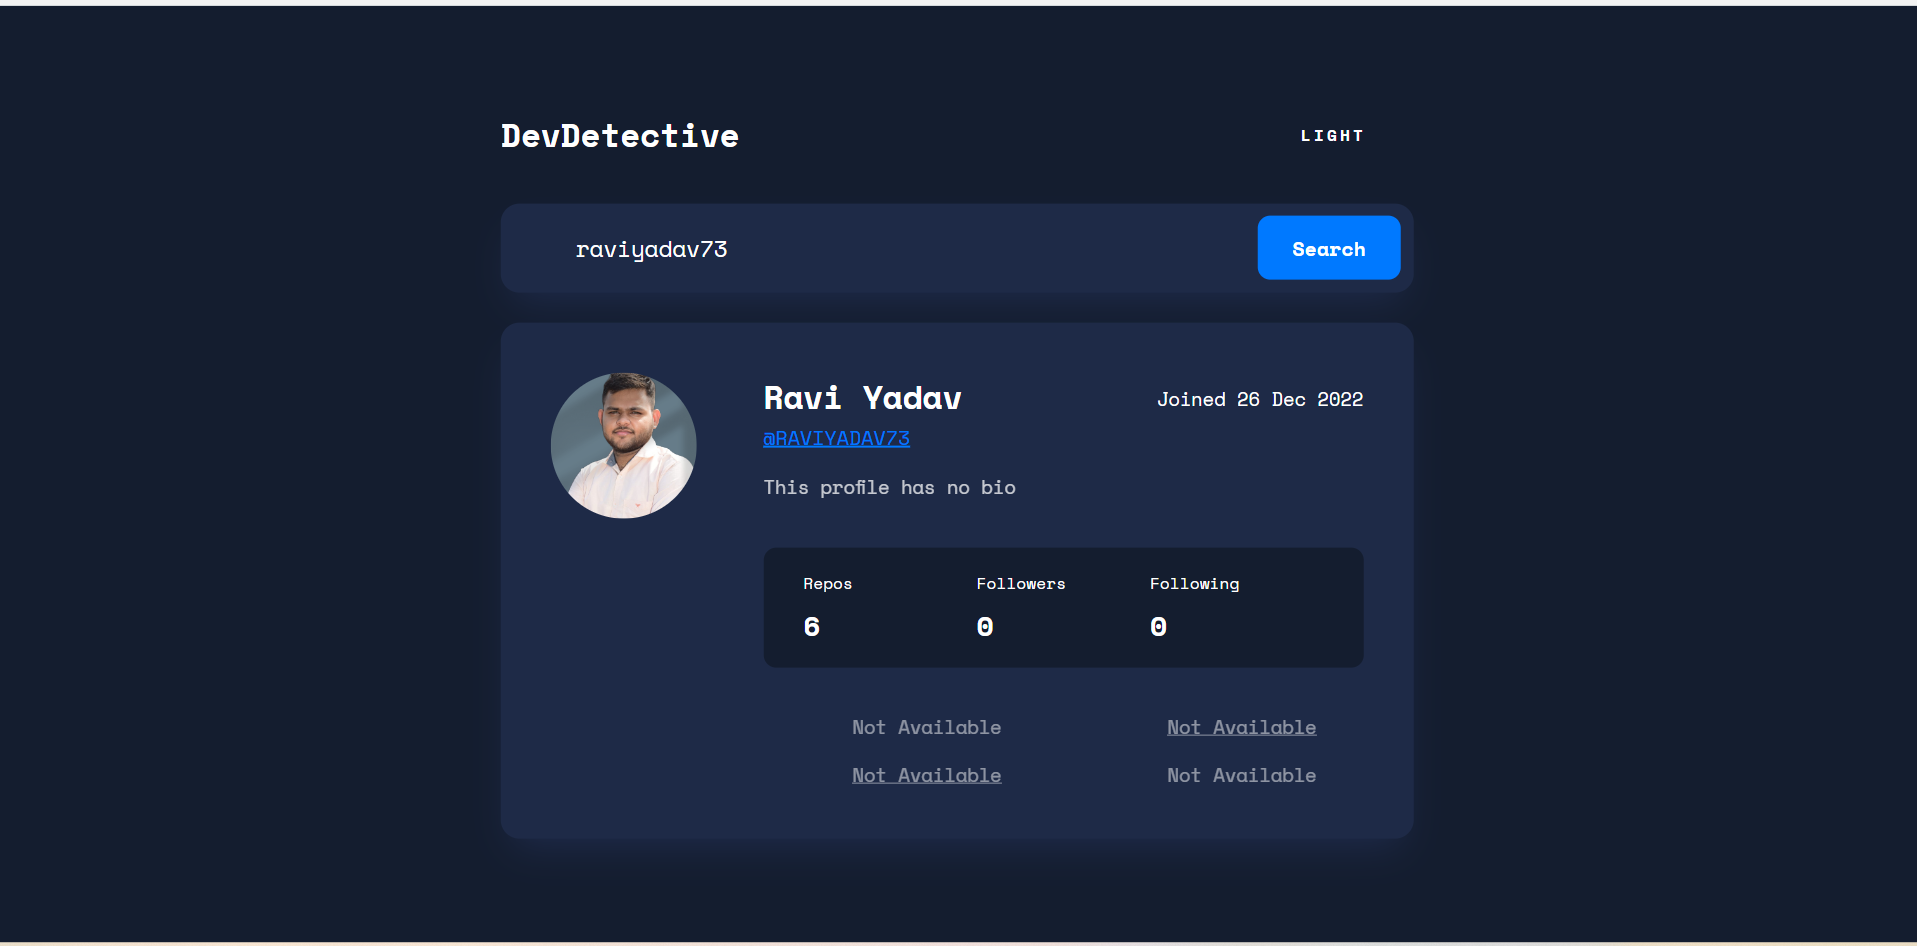 DevDetective
LIGHT
raviyadav73
Search
Ravi Yadav
Joined 26 Dec 2022
@RAVIYADAV73
This profile has no bio
Repos Followers Following
6 0 0
Not Available Not Available
Not Available Not Available